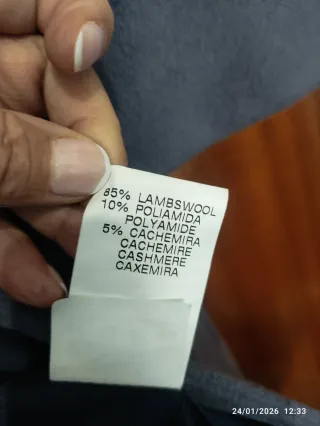 85% LAMBSWOOL
10% POLIAMIDA
POLYAMIDE
5% CACHEMIRA
CACHEMIRE
CASHMERE
CAXEMIRA
24/01/2026 12:33